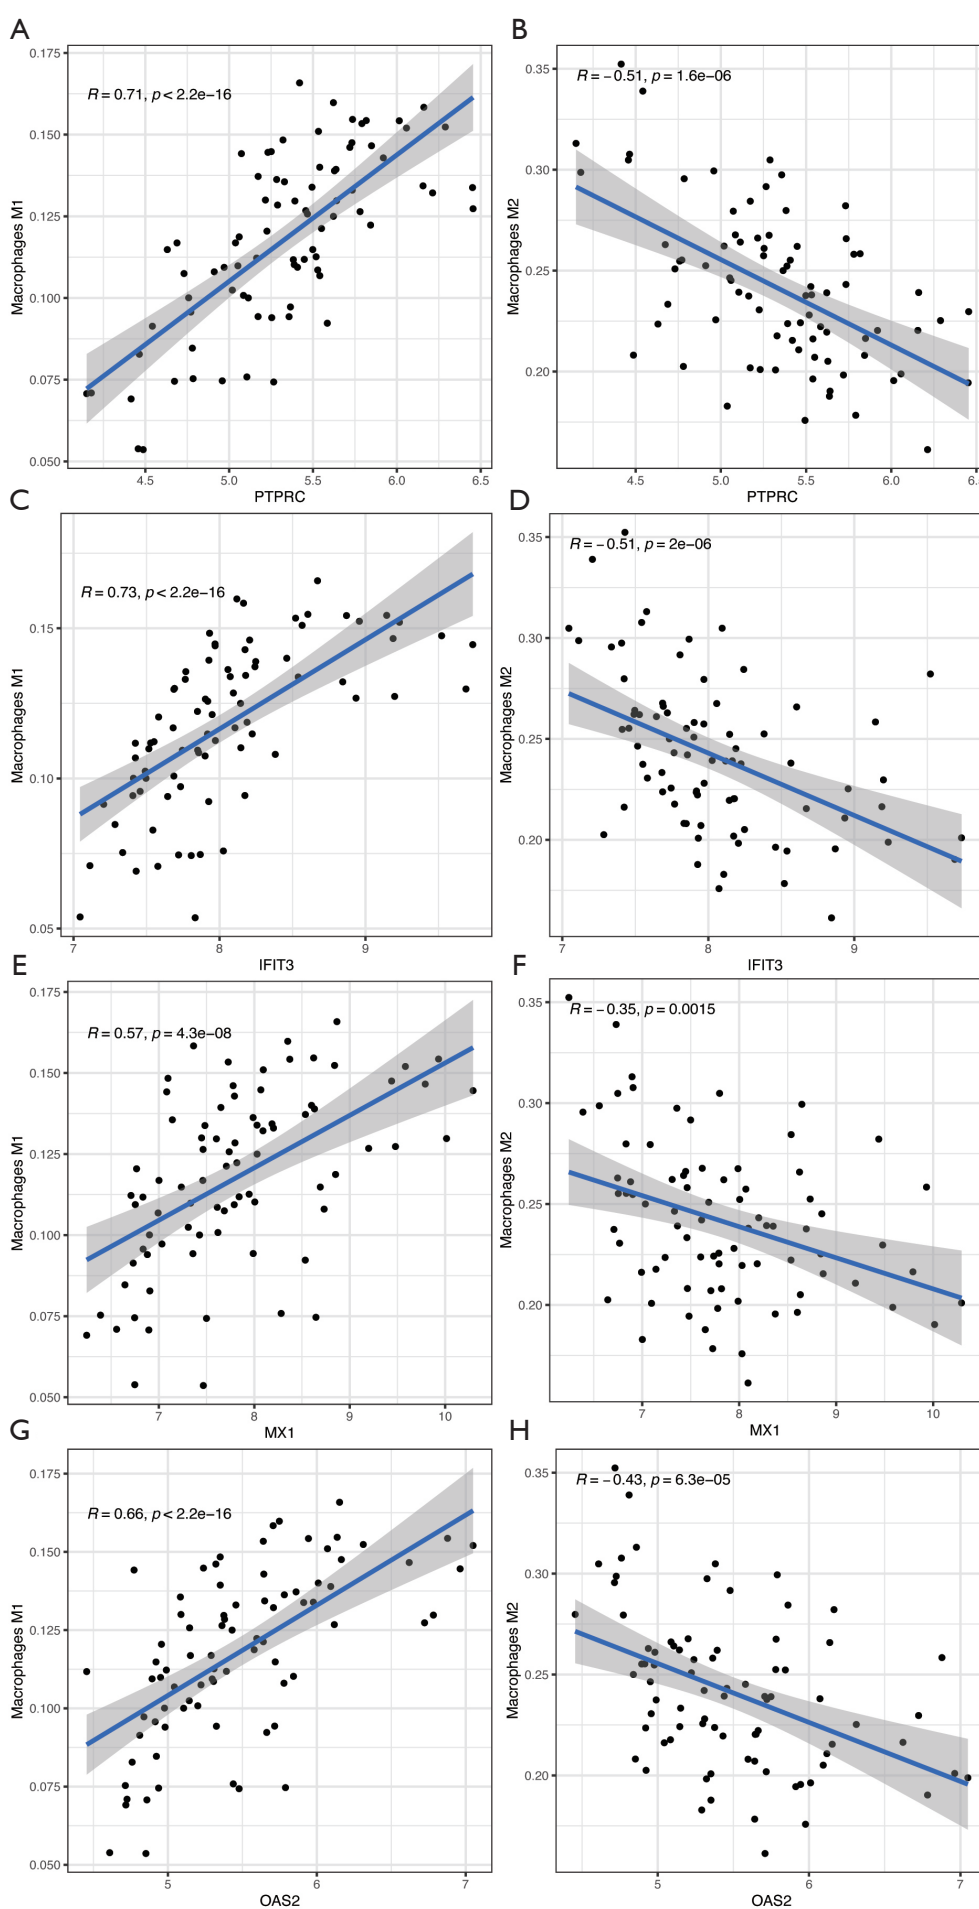 A
B
R = 0.71, p < 2.2e−16
R = −0.51, p = 1.6e−06
0.175
0.150
0.125
0.100
0.075
0.050
Macrophages M1
4.5 5.0 5.5 6.0 6.5
PTPRC
0.35
0.30
0.25
0.20
Macrophages M2
4.5 5.0 5.5 6.0
PTPRC
C
D
R = 0.73, p < 2.2e−16
R = −0.51, p = 2e−06
0.15
0.10
0.05
Macrophages M1
7 8 9
IFIT3
0.35
0.30
0.25
0.20
Macrophages M2
7 8 9
IFIT3
E
F
R = 0.57, p = 4.3e−08
R = −0.35, p = 0.0015
0.175
0.150
0.125
0.100
0.075
0.050
Macrophages M1
7 8 9 10
MX1
0.35
0.30
0.25
0.20
Macrophages M2
7 8 9 10
MX1
G
H
R = 0.66, p < 2.2e−16
R = −0.43, p = 6.3e−05
0.175
0.150
0.125
0.100
0.075
0.050
Macrophages M1
5 6 7
OAS2
0.35
0.30
0.25
0.20
Macrophages M2
5 6 7
OAS2